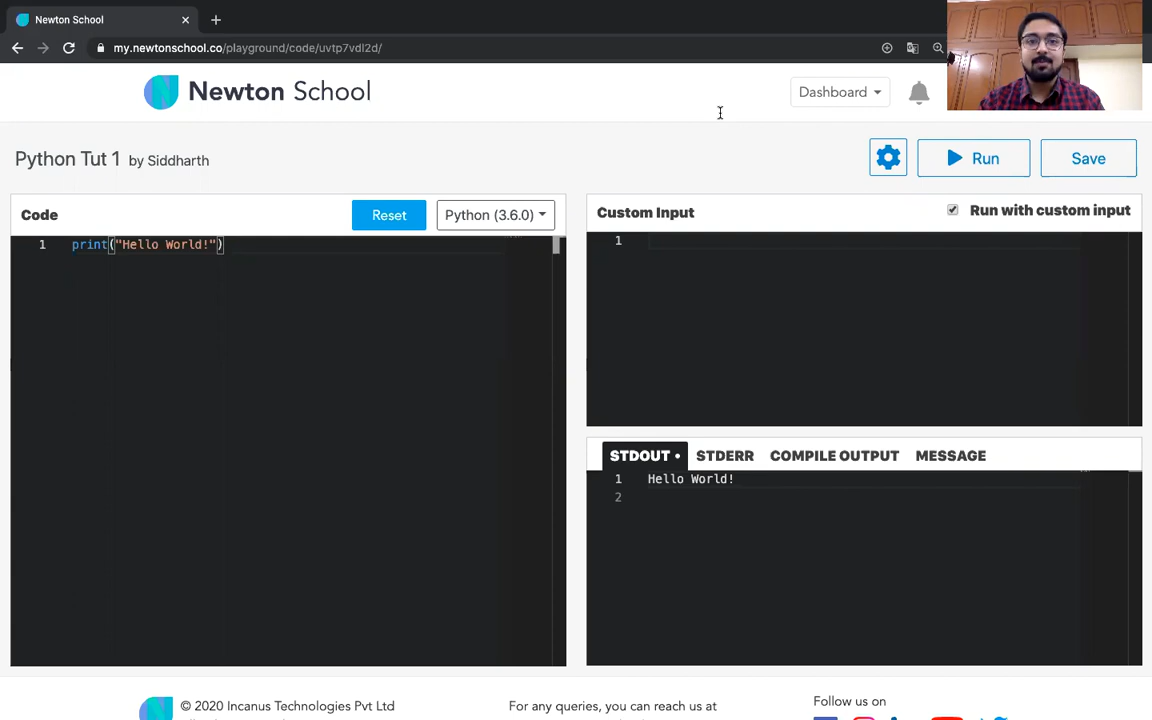 Newton School
my.newtonschool.co/playground/code/uvtp7vdl2d/
Newton School
Dashboard
Python Tut 1 by Siddharth
Run
Save
Code
Reset
Python (3.6.0)
1 print("Hello World!")
Custom Input
Run with custom input
1
STDOUT • STDERR COMPILE OUTPUT MESSAGE
1 Hello World!
2
© 2020 Incanus Technologies Pvt Ltd
For any queries, you can reach us at
Follow us on